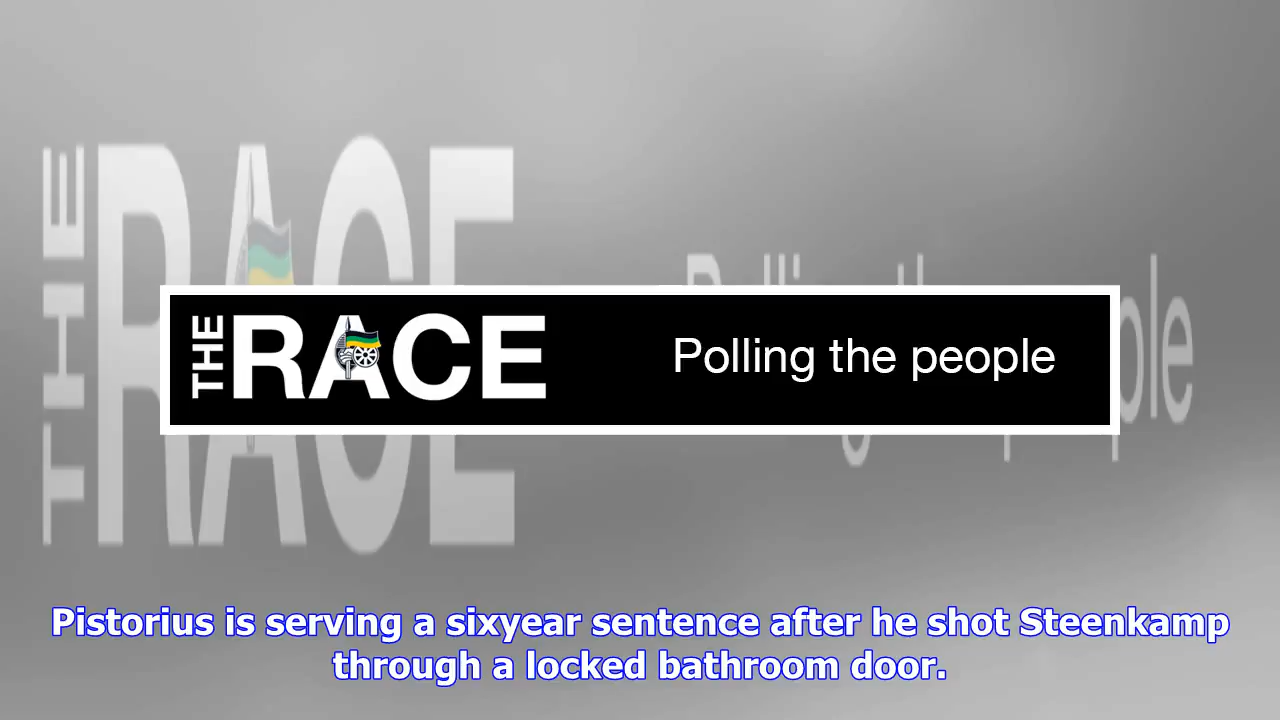 THE RACE
Polling the people
Pistorius is serving a sixyear sentence after he shot Steenkamp
through a locked bathroom door.